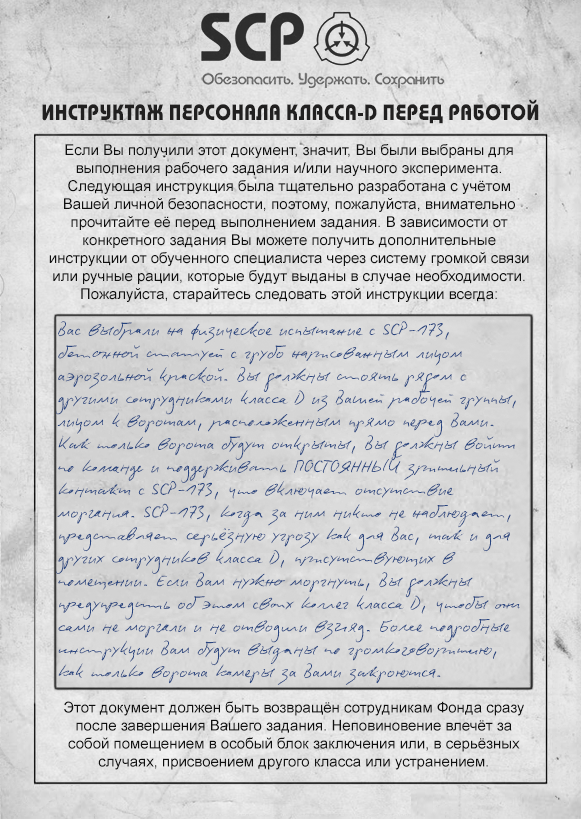 SCP
Обезопасить. Удержать. Сохранить
ИНСТРУКТАЖ ПЕРСОНАЛА КЛАССА-D ПЕРЕД РАБОТОЙ
Если Вы получили этот документ, значит, Вы были выбраны для
выполнения рабочего задания и/или научного эксперимента.
Следующая инструкция была тщательно разработана с учётом
Вашей личной безопасности, поэтому, пожалуйста, внимательно
прочитайте её перед выполнением задания. В зависимости от
конкретного задания Вы можете получить дополнительные
инструкции от обученного специалиста через систему громкой связи
или ручные рации, которые будут выданы в случае необходимости.
Пожалуйста, старайтесь следовать этой инструкции всегда:
Вас выбрали на физическое испытание с SCP-173,
бетонной статуей с грубо нарисованным лицом
аэрозольной краской. Вы должны стоять рядом с
другими сотрудниками класса D из Вашей рабочей группы,
лицом к воротам, расположенным прямо перед Вами.
Как только ворота будут открыты, Вы должны войти
по команде и поддерживать ПОСТОЯННЫЙ зрительный
контакт с SCP-173, что включает отсутствие
моргания. SCP-173, когда за ним никто не наблюдает,
представляет серьёзную угрозу как для Вас, так и для
других сотрудников класса D, присутствующих в
помещении. Если Вам нужно моргнуть, Вы должны
предупредить об этом своих коллег класса D, чтобы они
сами не моргали и не отводили взгляд. Более подробные
инструкции Вам будут выданы по громкоговорителю,
как только ворота камеры за Вами закроются.
Этот документ должен быть возвращён сотрудникам Фонда сразу
после завершения Вашего задания. Неповиновение влечёт за
собой помещением в особый блок заключения или, в серьёзных
случаях, присвоением другого класса или устранением.